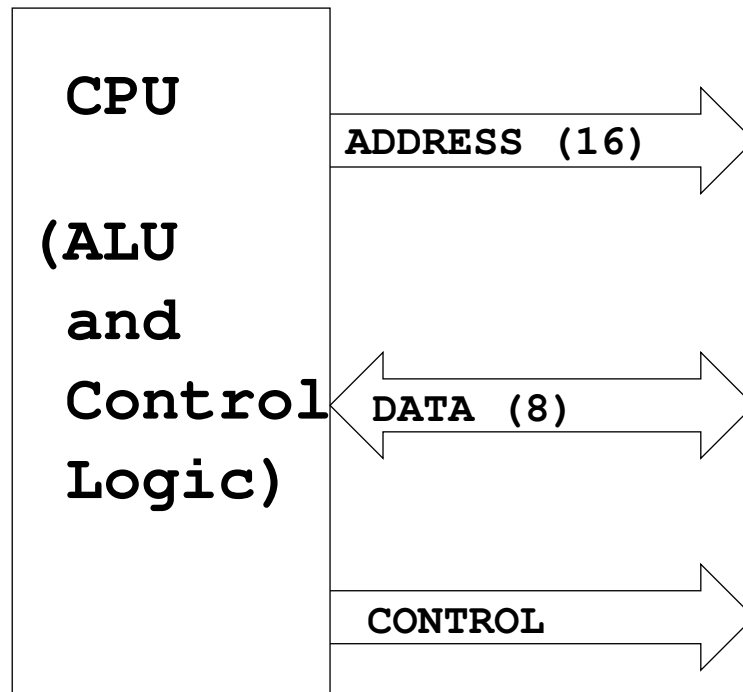 CPU
(ALU
and
Control
Logic)
ADDRESS (16)
DATA (8)
CONTROL